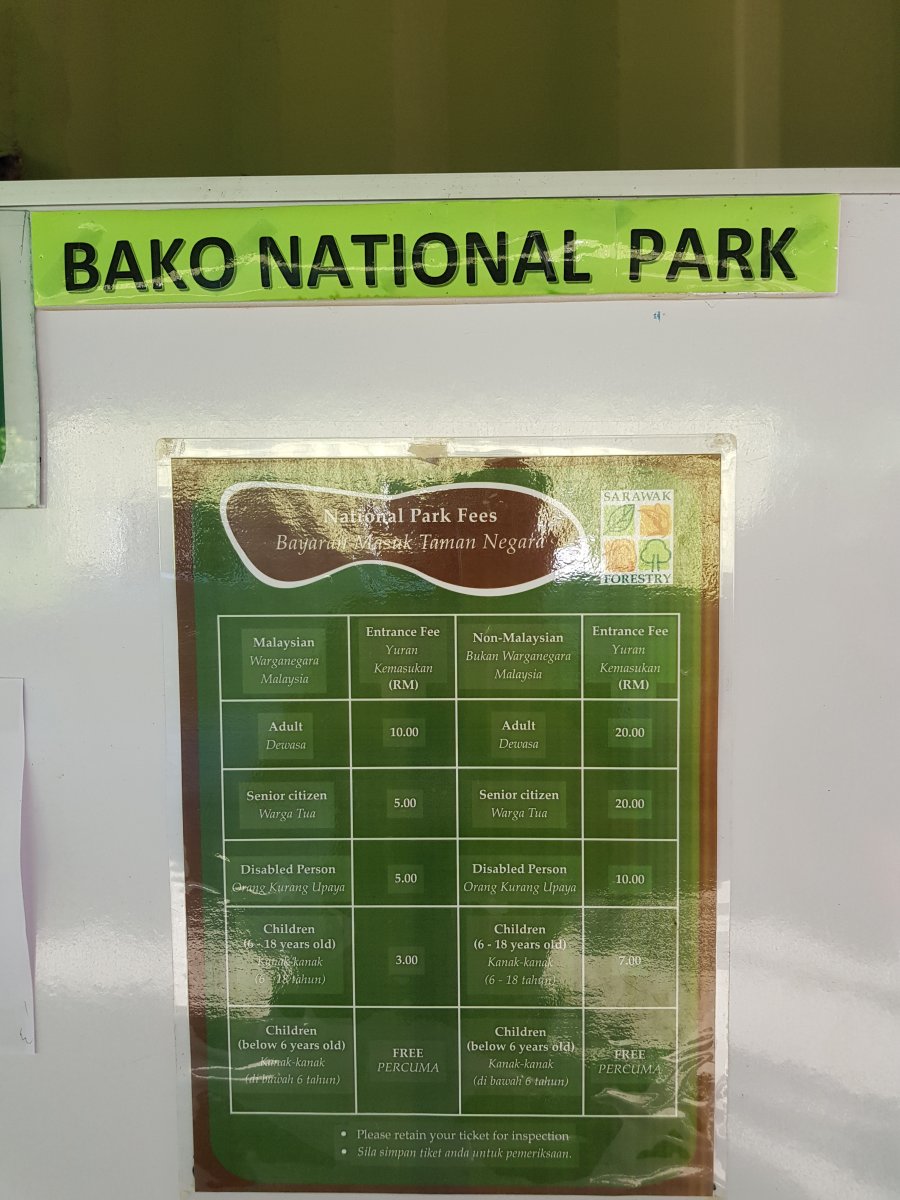 BAKO NATIONAL PARK
National Park Fees
Bayaran Masuk Taman Negara
SARAWAK
FORESTRY
Malaysian
Warganegara
Malaysia
Entrance Fee
Yuran
Kemasukan
(RM)
Non-Malaysian
Bukan Warganegara
Malaysia
Entrance Fee
Yuran
Kemasukan
(RM)
Adult
Dewasa
10.00
Adult
Dewasa
20.00
Senior citizen
Warga Tua
5.00
Senior citizen
Warga Tua
20.00
Disabled Person
Orang Kurang Upaya
5.00
Disabled Person
Orang Kurang Upaya
10.00
Children
(6 - 18 years old)
Kanak-kanak
(6 - 18 tahun)
3.00
Children
(6 - 18 years old)
Kanak-kanak
(6 - 18 tahun)
7.00
Children
(below 6 years old)
Kanak-kanak
(di bawah 6 tahun)
FREE
PERCUMA
Children
(below 6 years old)
Kanak-kanak
(di bawah 6 tahun)
FREE
PERCUMA
• Please retain your ticket for inspection
• Sila simpan tiket anda untuk pemeriksaan.